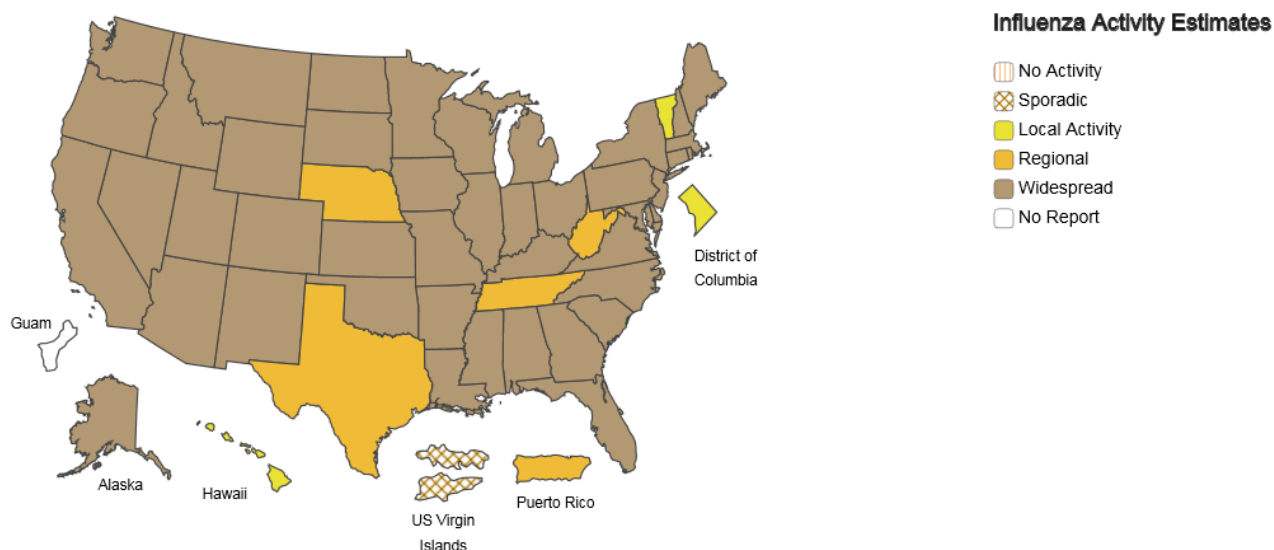 Influenza Activity Estimates
No Activity
Sporadic
Local Activity
Regional
Widespread
No Report
District of
Columbia
Guam
Alaska
Hawaii
US Virgin
Islands
Puerto Rico